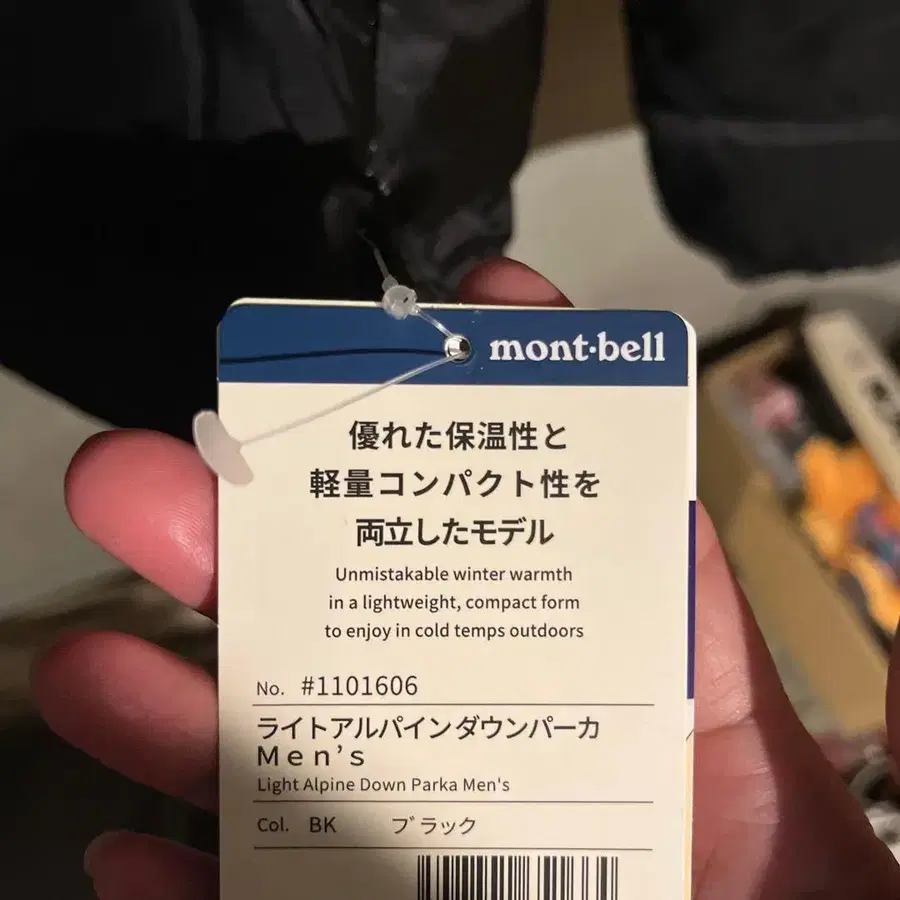 mont·bell
優れた保温性と
軽量コンパクト性を
両立したモデル
Unmistakable winter warmth
in a lightweight, compact form
to enjoy in cold temps outdoors
No. #1101606
ライトアルパインダウンパーカ
Men's
Light Alpine Down Parka Men's
Col. BK ブラック